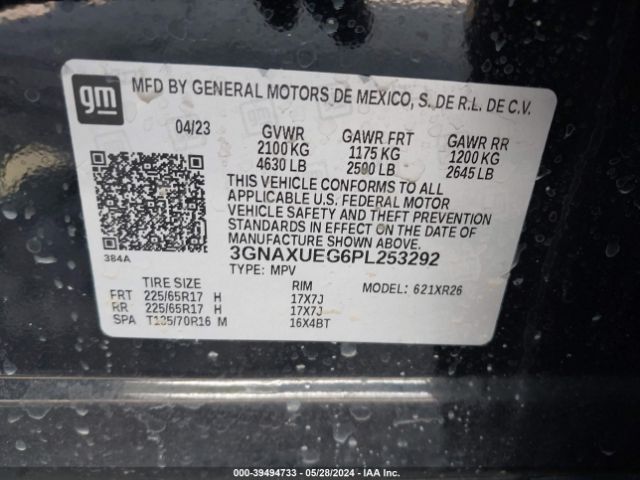 gm
MFD BY GENERAL MOTORS DE MEXICO, S. DE R.L. DE C.V.
04/23 GVWR GAWR FRT GAWR RR
2100 KG 1175 KG 1200 KG
4630 LB 2590 LB 2645 LB
THIS VEHICLE CONFORMS TO ALL
APPLICABLE U.S. FEDERAL MOTOR
VEHICLE SAFETY AND THEFT PREVENTION
STANDARDS IN EFFECT ON THE DATE OF
MANUFACTURE SHOWN ABOVE.
384A
3GNAXUEG6PL253292
TYPE: MPV MODEL: 621XR26
TIRE SIZE RIM
FRT 225/65R17 H 17X7J
RR 225/65R17 H 17X7J
SPA T135/70R16 M 16X4BT
000-39494733 - 05/28/2024 - IAA Inc.